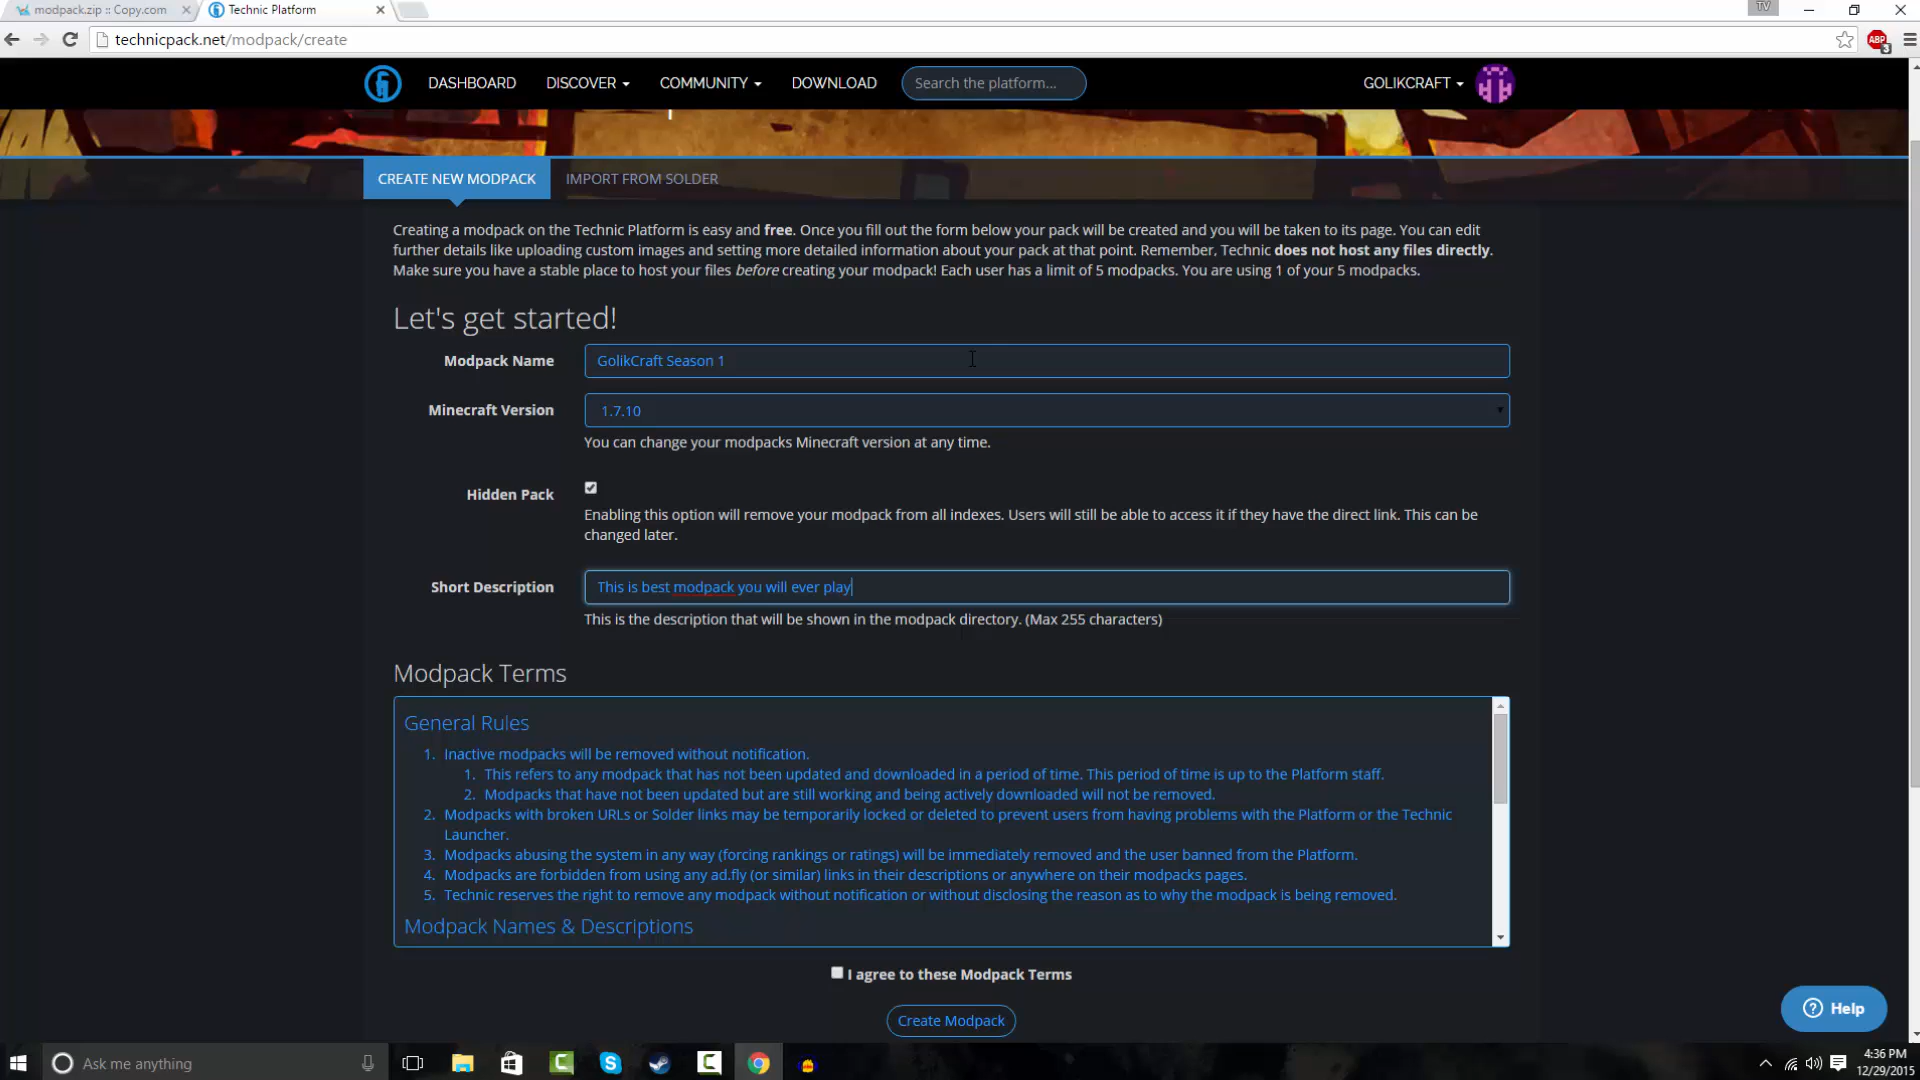 modpack.zip :: Copy.com
Technic Platform
TV
technicpack.net/modpack/create
ABP
3
DASHBOARD
DISCOVER
COMMUNITY
DOWNLOAD
Search the platform...
GOLIKCRAFT
CREATE NEW MODPACK
IMPORT FROM SOLDER
Creating a modpack on the Technic Platform is easy and free. Once you fill out the form below your pack will be created and you will be taken to its page. You can edit
further details like uploading custom images and setting more detailed information about your pack at that point. Remember, Technic does not host any files directly.
Make sure you have a stable place to host your files before creating your modpack! Each user has a limit of 5 modpacks. You are using 1 of your 5 modpacks.
Let's get started!
Modpack Name
GolikCraft Season 1
Minecraft Version
1.7.10
You can change your modpacks Minecraft version at any time.
Hidden Pack
Enabling this option will remove your modpack from all indexes. Users will still be able to access it if they have the direct link. This can be
changed later.
Short Description
This is best modpack you will ever play
This is the description that will be shown in the modpack directory. (Max 255 characters)
Modpack Terms
General Rules
1. Inactive modpacks will be removed without notification.
1. This refers to any modpack that has not been updated and downloaded in a period of time. This period of time is up to the Platform staff.
2. Modpacks that have not been updated but are still working and being actively downloaded will not be removed.
2. Modpacks with broken URLs or Solder links may be temporarily locked or deleted to prevent users from having problems with the Platform or the Technic
Launcher.
3. Modpacks abusing the system in any way (forcing rankings or ratings) will be immediately removed and the user banned from the Platform.
4. Modpacks are forbidden from using any ad.fly (or similar) links in their descriptions or anywhere on their modpacks pages.
5. Technic reserves the right to remove any modpack without notification or without disclosing the reason as to why the modpack is being removed.
Modpack Names & Descriptions
I agree to these Modpack Terms
Create Modpack
Help
Ask me anything
4:36 PM
12/29/2015